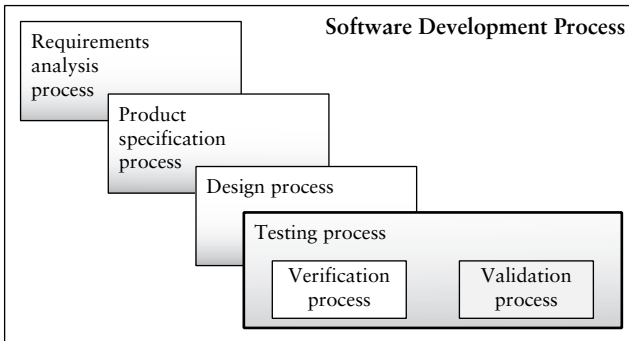 Software Development Process
Requirements
analysis
process
Product
specification
process
Design process
Testing process
Verification
process
Validation
process